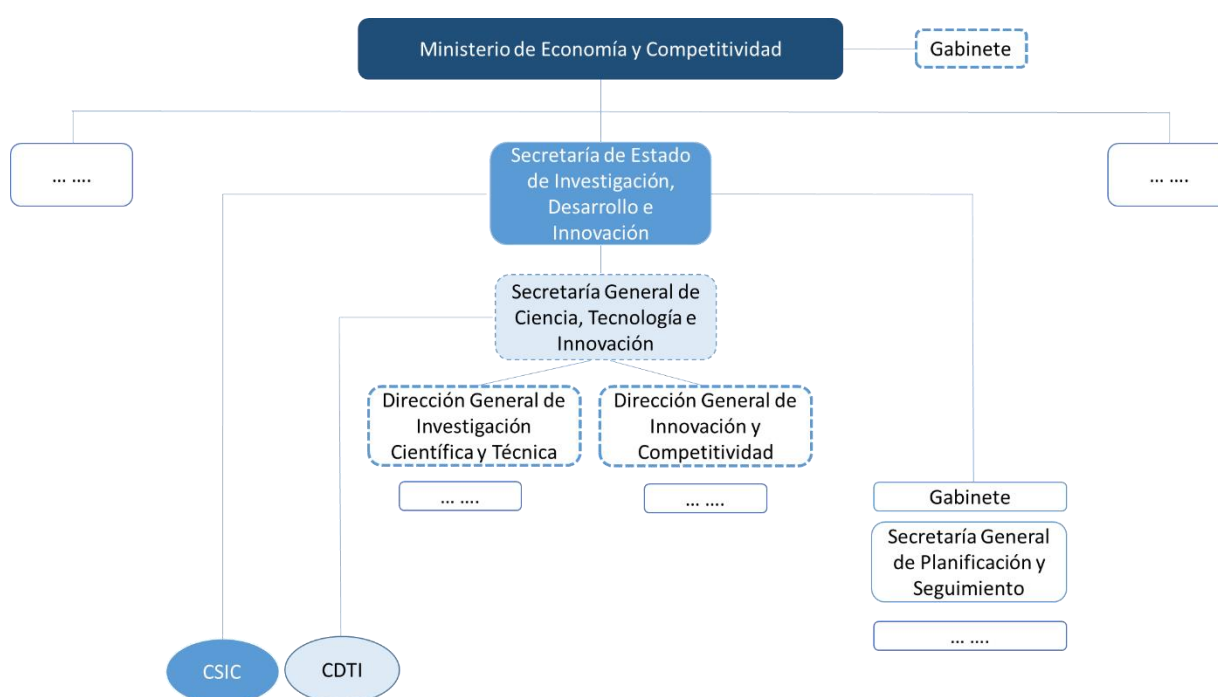 Ministerio de Economía y Competitividad
Gabinete
... ....
Secretaría de Estado
de Investigación,
Desarrollo e
Innovación
... ....
Secretaría General de
Ciencia, Tecnología e
Innovación
Dirección General de
Investigación
Científica y Técnica
Dirección General de
Innovación y
Competitividad
... ....
... ....
Gabinete
Secretaría General
de Planificación y
Seguimiento
... ....
CSIC
CDTI